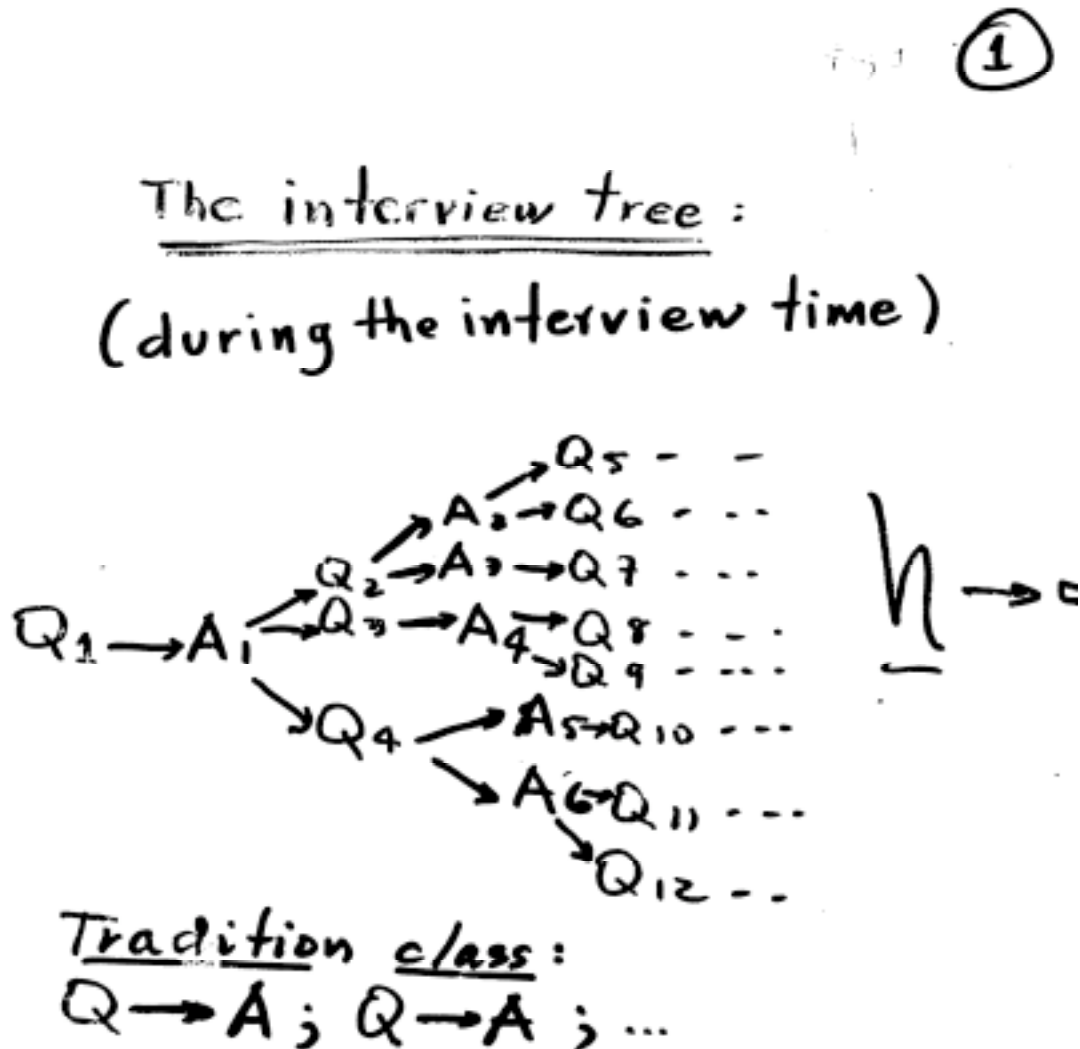 1
The interview tree :
(during the interview time)
Q5 - -
A2 → Q6 - - - -
Q2 → A3 → Q7 - - - -
Q1 → A1 → Q3 → A4 → Q8 - - - -
Q9 - - - - -
Q4 → A5 → Q10 - - -
A6 → Q11 - - - -
Q12 - -
h →
Tradition class :
Q → A ; Q → A ; ...